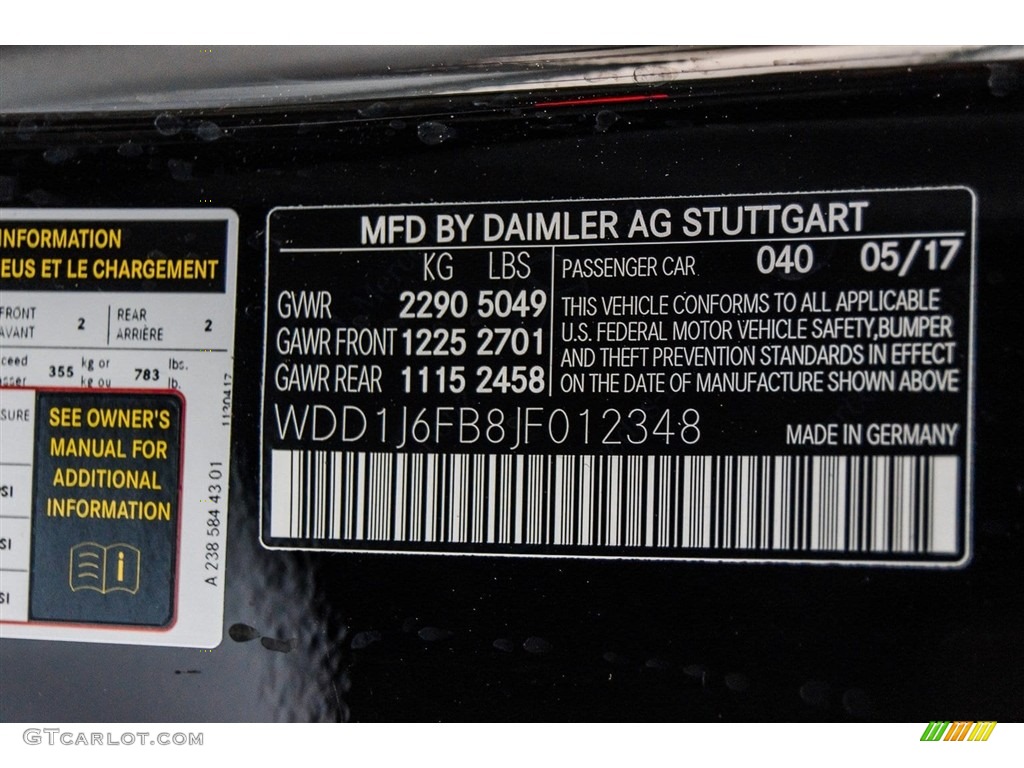 INFORMATION
EUS ET LE CHARGEMENT
FRONT
AVANT
2
REAR
ARRIÈRE
2
355 kg or
kg ou
783 lbs.
lb.
1130417
SEE OWNER'S
MANUAL FOR
ADDITIONAL
INFORMATION
i
A 238 584 43 01
MFD BY DAIMLER AG STUTTGART
KG LBS
GVWR 2290 5049
GAWR FRONT 1225 2701
GAWR REAR 1115 2458
PASSENGER CAR 040 05/17
THIS VEHICLE CONFORMS TO ALL APPLICABLE
U.S. FEDERAL MOTOR VEHICLE SAFETY,BUMPER
AND THEFT PREVENTION STANDARDS IN EFFECT
ON THE DATE OF MANUFACTURE SHOWN ABOVE
WDD1J6FB8JF012348
MADE IN GERMANY
GTCARLOT.COM